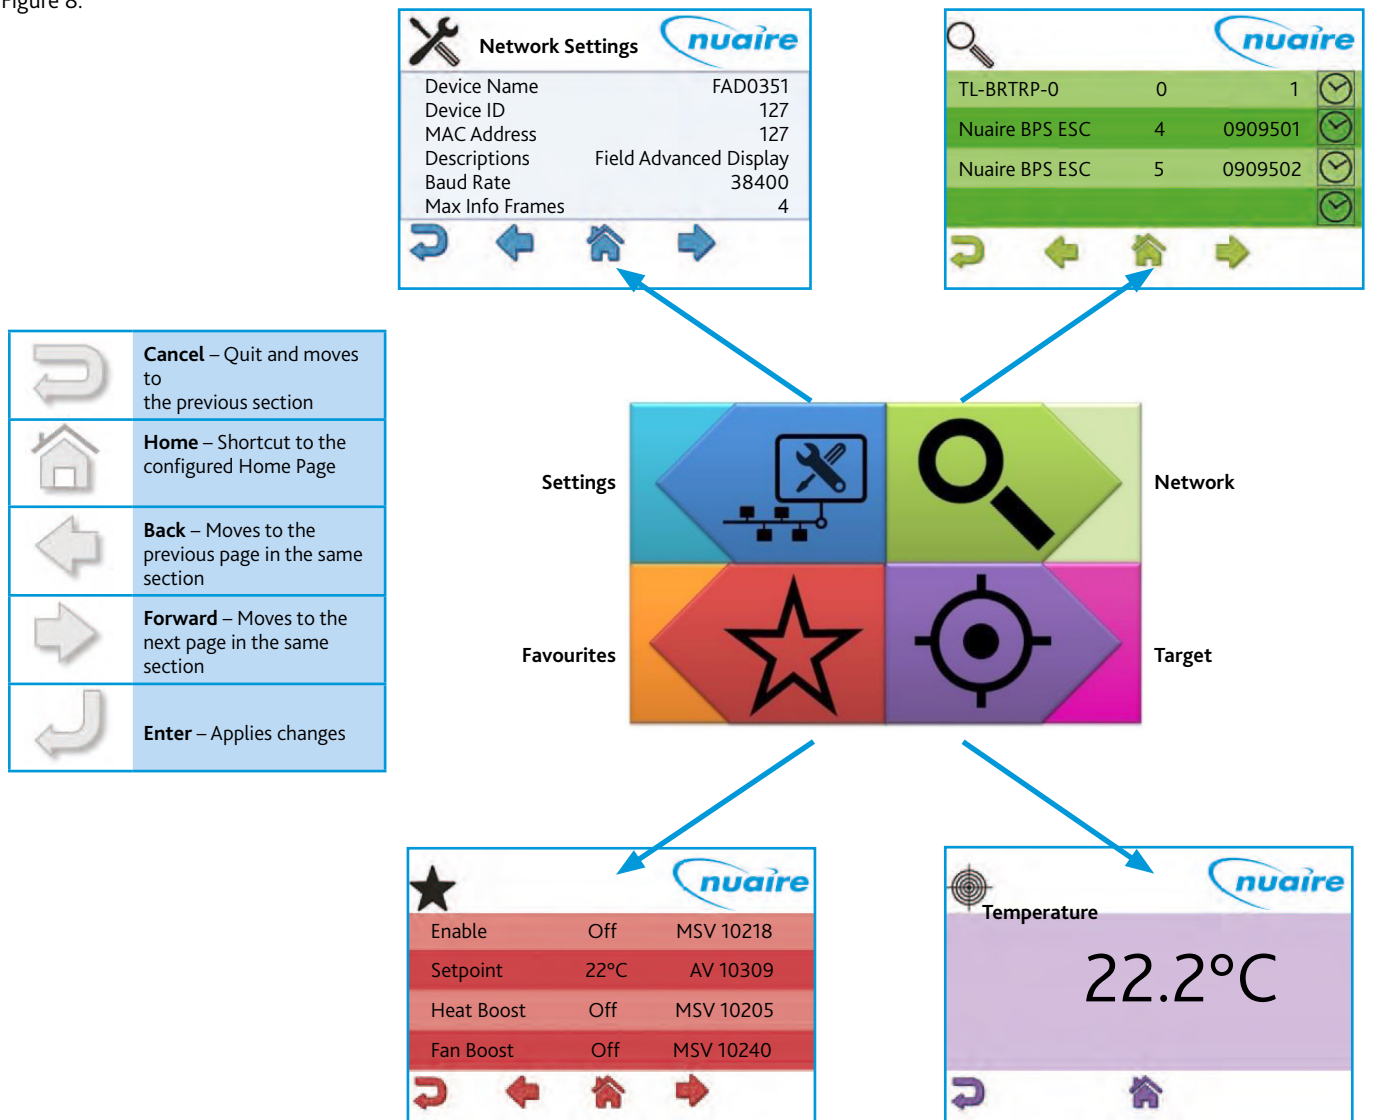 Figure 8.
Network Settings
nuaire
Device Name FAD0351
Device ID 127
MAC Address 127
Descriptions Field Advanced Display
Baud Rate 38400
Max Info Frames 4
nuaire
TL-BRTRP-0 0 1
Nuaire BPS ESC 4 0909501
Nuaire BPS ESC 5 0909502
Cancel – Quit and moves
to
the previous section
Home – Shortcut to the
configured Home Page
Back – Moves to the
previous page in the same
section
Forward – Moves to the
next page in the same
section
Enter – Applies changes
Settings
Network
Favourites
Target
nuaire
Enable Off MSV 10218
Setpoint 22°C AV 10309
Heat Boost Off MSV 10205
Fan Boost Off MSV 10240
nuaire
Temperature
22.2°C